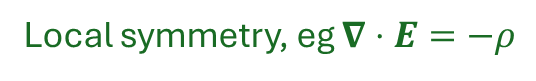 Local symmetry, eg 𝛁 · 𝑬 = −𝜌